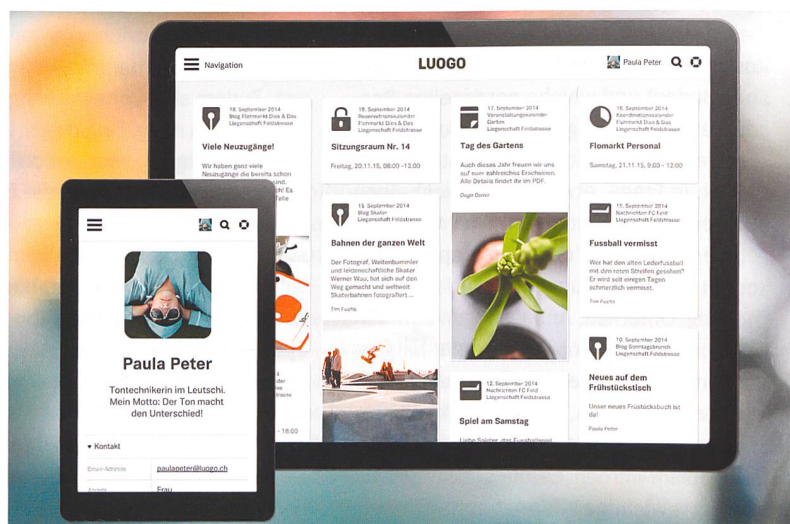 Navigation
LUOGO
Paula Peter
18. September 2014
Blog Flohmarkt Dies & Das
Liegenschaft Feldstrasse
Viele Neuzugänge!
Wir haben ganz viele
Neuzugänge die bereits schon
18. September 2014
Reservationskalender
Flohmarkt Dies & Das
Liegenschaft Feldstrasse
Sitzungsraum Nr. 14
Freitag, 20.11.15, 08:00 -13:00
15. September 2014
Blog Skater
Liegenschaft Feldstrasse
Bahnen der ganzen Welt
Der Fotograf, Weltenbummler
und leidenschaftliche Skater
Werner Wau, hat sich auf den
Weg gemacht und weltweit
Skaterbahnen fotografiert ...
Tim Fuchs
17. September 2014
Veranstaltungskalender
Garten
Liegenschaft Feldstrasse
Tag des Gartens
Auch dieses Jahr freuen wir uns
auf euer zahlreiches Erscheinen.
Alle Details findet ihr im PDF.
12. September 2014
Nachrichten FC Feld
Liegenschaft Feldstrasse
Spiel am Samstag
16. September 2014
Koordinationskalender
Flohmarkt Dies & Das
Liegenschaft Feldstrasse
Flomarkt Personal
Samstag, 21.11.15, 9:00 - 12:00
15. September 2014
Nachrichten FC Feld
Liegenschaft Feldstrasse
Fussball vermisst
Wer hat den alten Lederfussball
mit den roten Streifen gesehen?
Er wird seit einigen Tagen
schmerzlich vermisst.
Tim Fuchs
10. September 2014
Blog Sonntagsbrunch
Liegenschaft Feldstrasse
Neues auf dem
Frühstückstisch
Unser neues Früstücksbuch ist
da!
Paula Peter
- 16:00
Paula Peter
Tontechnikerin im Leutschi.
Mein Motto: Der Ton macht
den Unterschied!
Kontakt
Email-Adresse
paulapeter@luogo.ch
Anrede
Frau